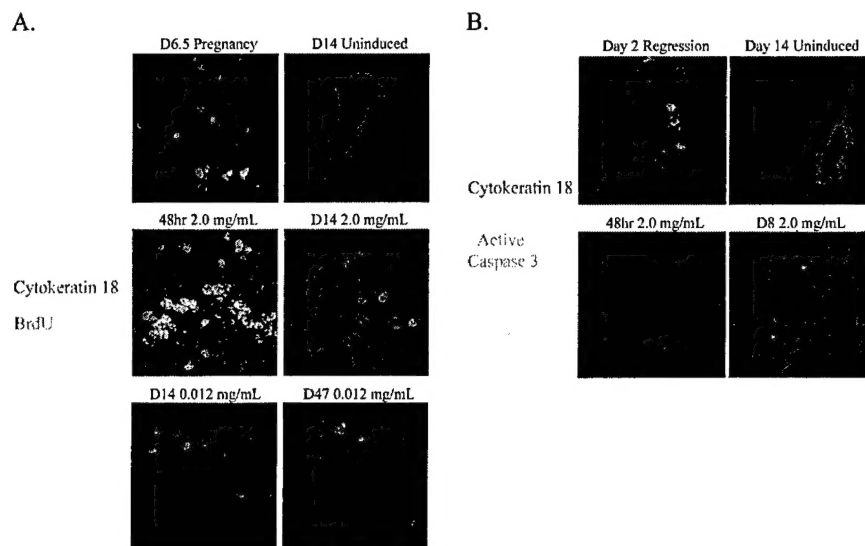 A.
D6.5 Pregnancy
D14 Uninduced
48hr 2.0 mg/mL
D14 2.0 mg/mL
Cytokeratin 18
BrdU
D14 0.012 mg/mL
D47 0.012 mg/mL
B.
Day 2 Regression
Day 14 Uninduced
Cytokeratin 18
48hr 2.0 mg/mL
D8 2.0 mg/mL
Active
Caspase 3